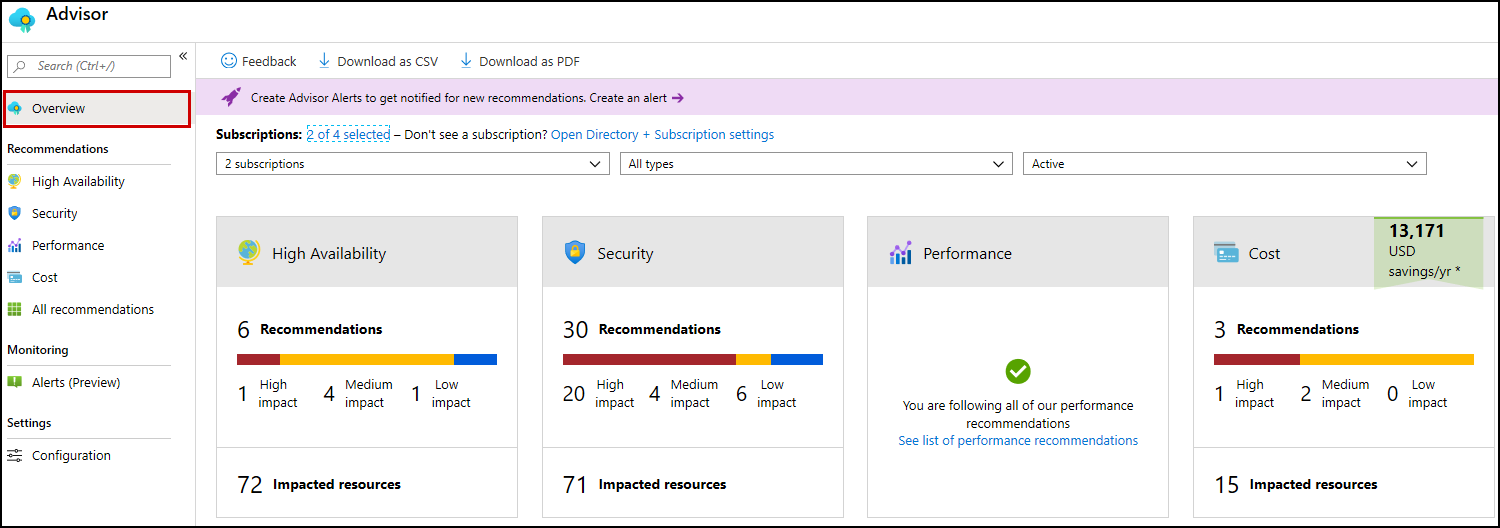 Advisor
Search (Ctrl+/)
«
Overview
Recommendations
High Availability
Security
Performance
Cost
All recommendations
Monitoring
Alerts (Preview)
Settings
Configuration
Feedback
Download as CSV
Download as PDF
Create Advisor Alerts to get notified for new recommendations. Create an alert →
Subscriptions: 2 of 4 selected – Don't see a subscription? Open Directory + Subscription settings
2 subscriptions
All types
Active
High Availability
6 Recommendations
1 High impact
4 Medium impact
1 Low impact
72 Impacted resources
Security
30 Recommendations
20 High impact
4 Medium impact
6 Low impact
71 Impacted resources
Performance
You are following all of our performance
recommendations
See list of performance recommendations
Cost
13,171
USD
savings/yr *
3 Recommendations
1 High impact
2 Medium impact
0 Low impact
15 Impacted resources